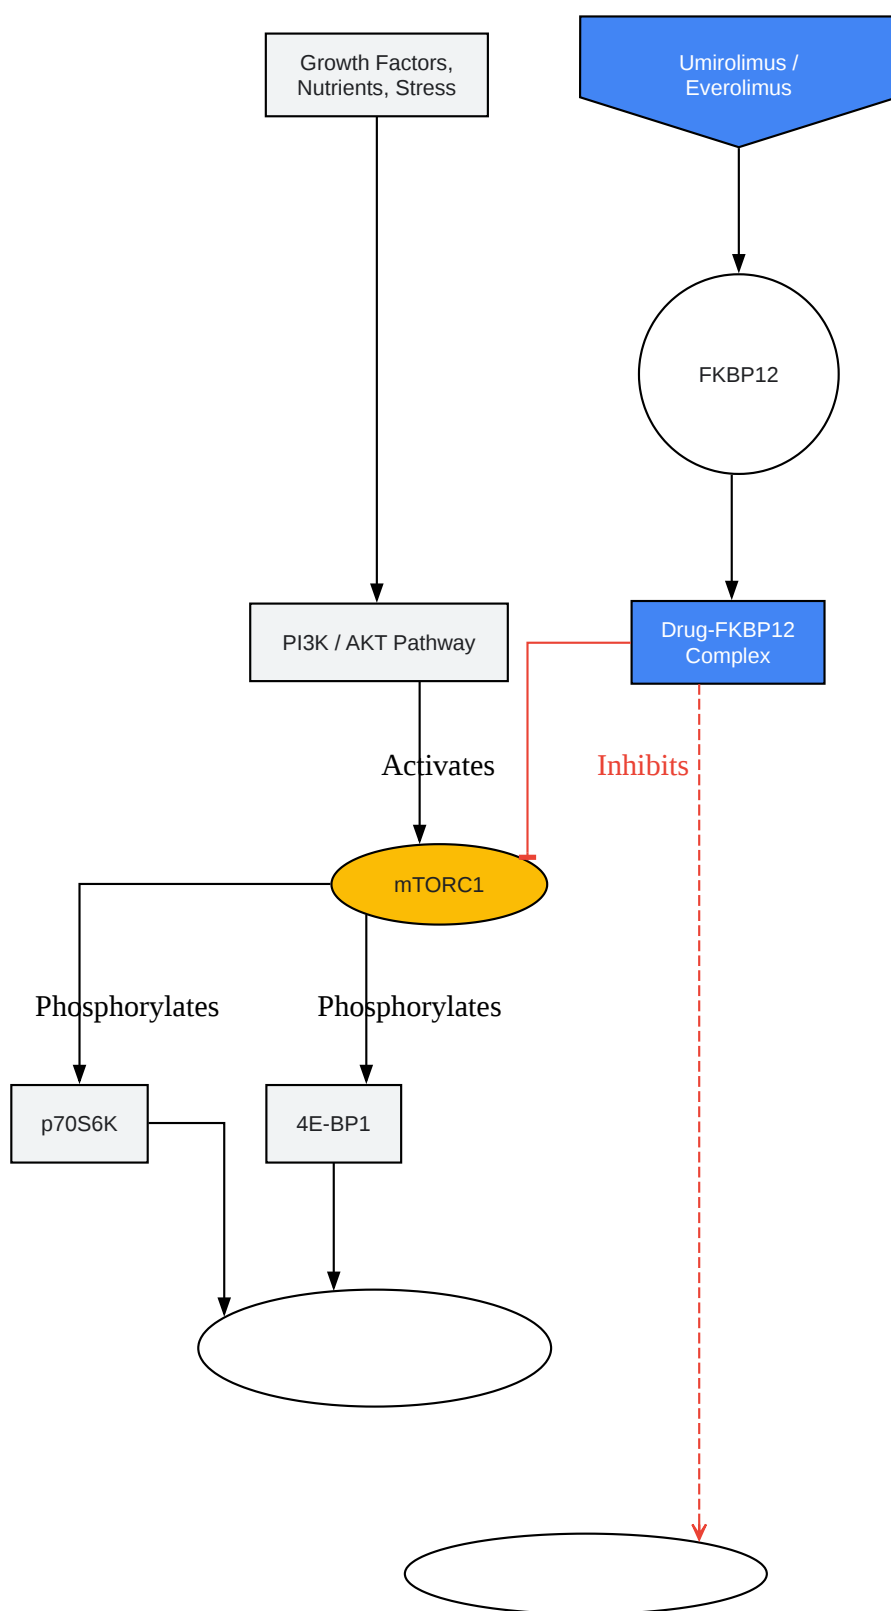 Growth Factors,
Nutrients, Stress
Umirolimus /
Everolimus
FKBP12
PI3K / AKT Pathway
Drug-FKBP12
Complex
Activates
Inhibits
mTORC1
Phosphorylates
Phosphorylates
p70S6K
4E-BP1